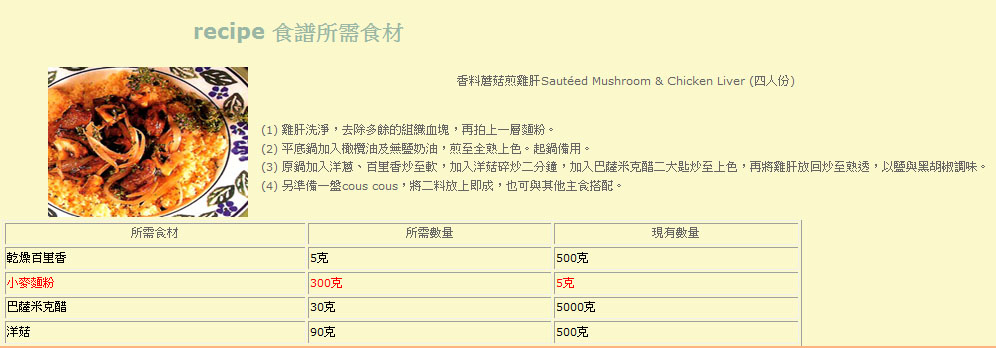 recipe 食譜所需食材
香料蘑菇煎雞肝Sautéed Mushroom & Chicken Liver (四人份)
(1) 雞肝洗淨，去除多餘的組織血塊，再拍上一層麵粉。
(2) 平底鍋加入橄欖油及無鹽奶油，煎至全熟上色。起鍋備用。
(3) 原鍋加入洋蔥、百里香炒至軟，加入洋菇碎炒二分鐘，加入巴薩米克醋二大匙炒至上色，再將雞肝放回炒至熟透，以鹽與黑胡椒調味。
(4) 另準備一盤cous cous，將二料放上即成，也可與其他主食搭配。
所需食材 所需數量 現有數量
乾燥百里香 5克 500克
小麥麵粉 300克 5克
巴薩米克醋 30克 5000克
洋菇 90克 500克